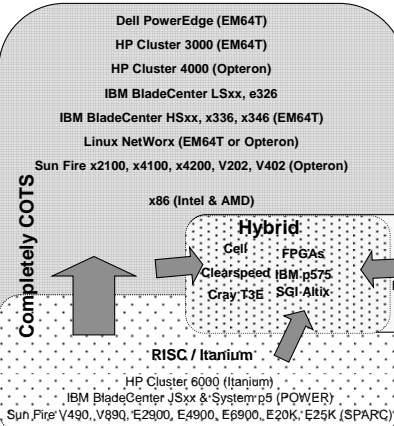 Dell PowerEdge (EM64T)
HP Cluster 3000 (EM64T)
HP Cluster 4000 (Opteron)
IBM BladeCenter LSxx, e326
IBM BladeCenter HSxx, x336, x346 (EM64T)
Linux NetWorx (EM64T or Opteron)
Sun Fire x2100, x4100, x4200, V202, V402 (Opteron)
x86 (Intel & AMD)
Completely COTS
Hybrid
Cell
FPGAs
Clearspeed
IBM p575
Cray T3E
SGI Altix
RISC / Itanium
HP Cluster 6000 (Itanium)
IBM BladeCenter JSxx & System p5 (POWER)
Sun Fire V490, V890, E2900, E4900, E6900, E20K, E25K (SPARC)